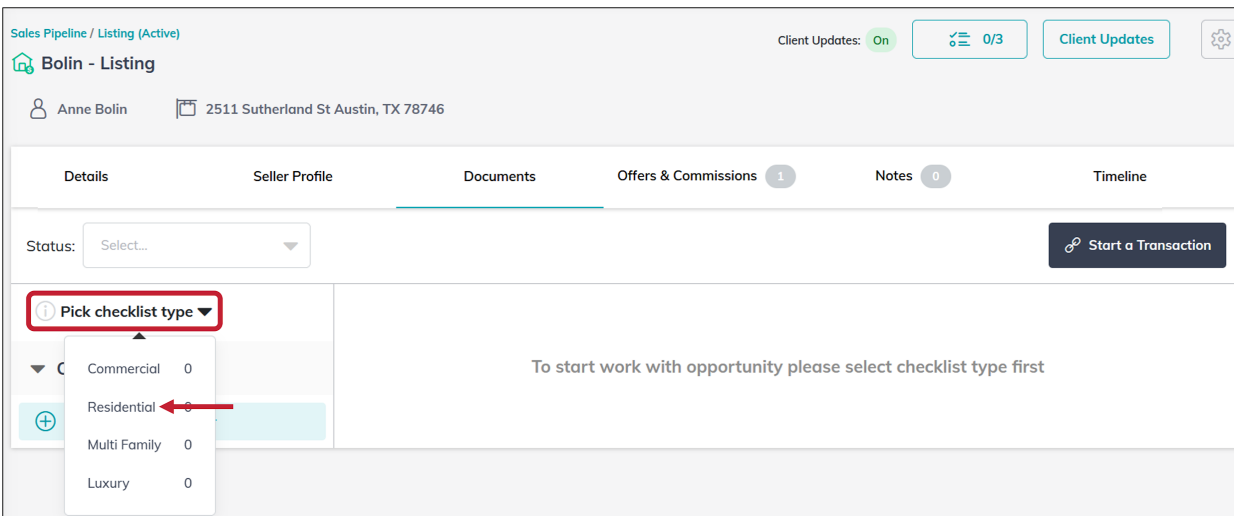 Sales Pipeline / Listing (Active)
Client Updates: On
0/3
Client Updates
Bolin - Listing
Anne Bolin
2511 Sutherland St Austin, TX 78746
Details
Seller Profile
Documents
Offers & Commissions 1
Notes 0
Timeline
Status: Select...
Start a Transaction
Pick checklist type
To start work with opportunity please select checklist type first
Commercial 0
Residential 0
Multi Family 0
Luxury 0